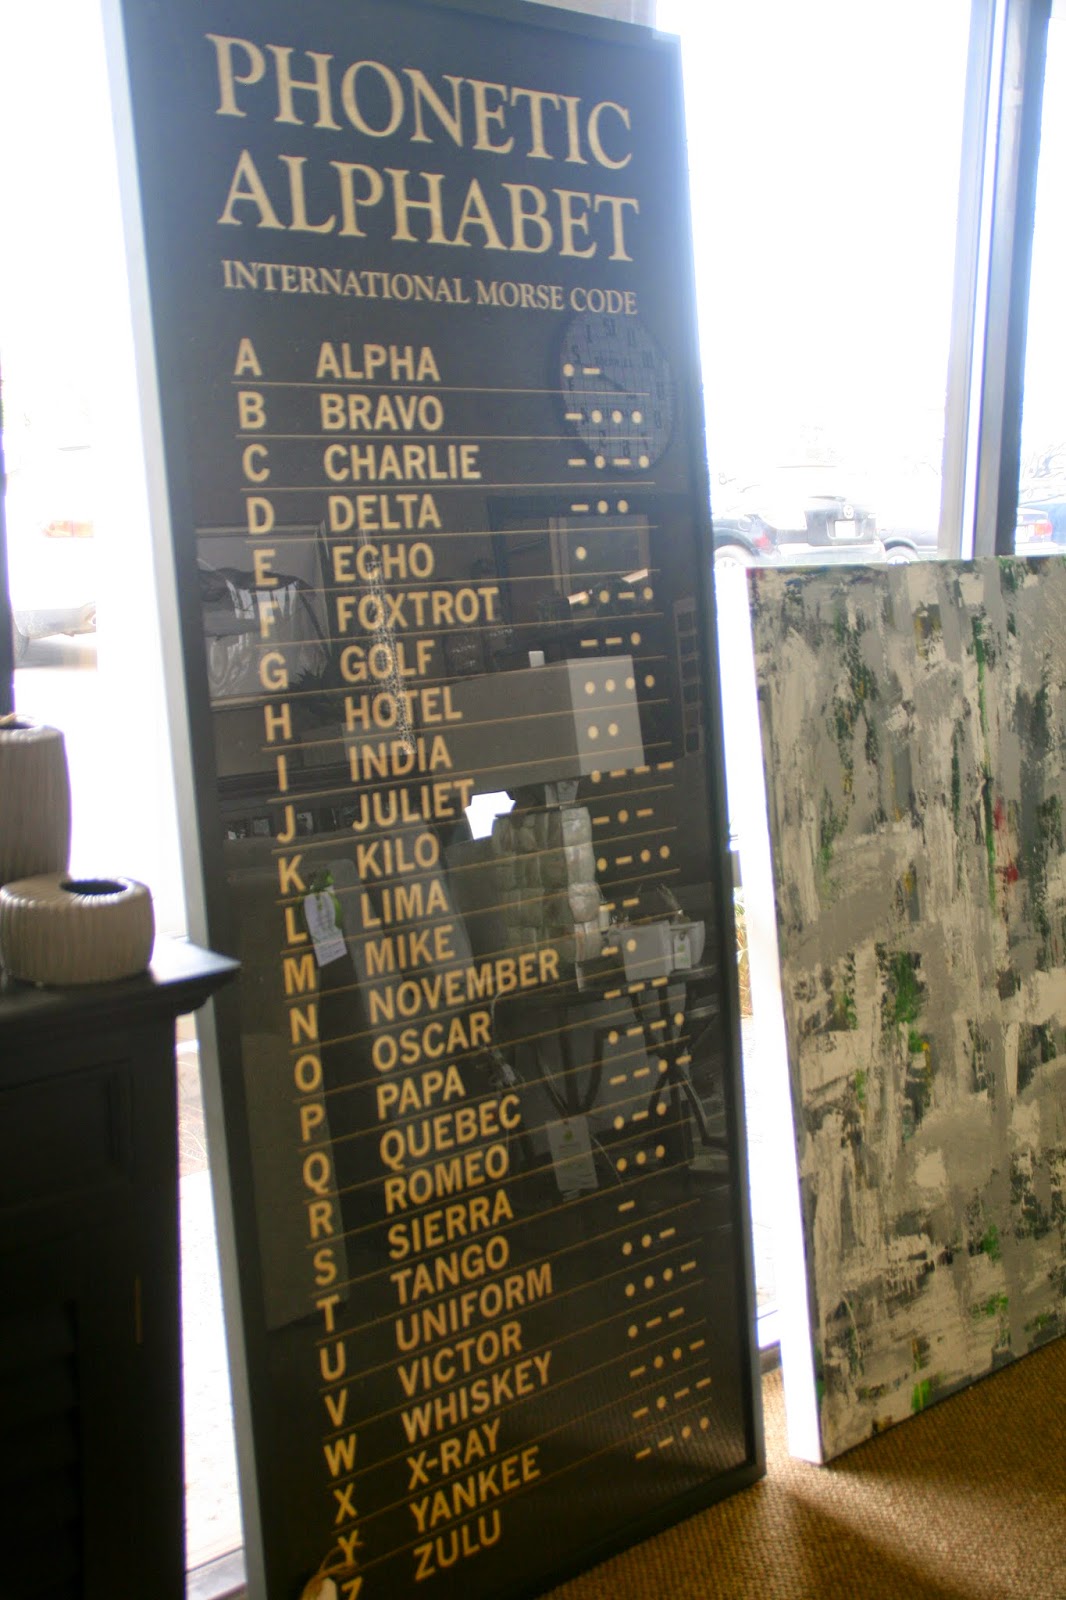 PHONETIC
ALPHABET
INTERNATIONAL MORSE CODE
A ALPHA •–
B BRAVO –•••
C CHARLIE –•–•
D DELTA –••
E ECHO •
F FOXTROT ••–•
G GOLF ––•
H HOTEL ••••
I INDIA ••
J JULIET •–––
K KILO –•–
L LIMA •–••
M MIKE ––
N NOVEMBER –•
O OSCAR –––
P PAPA •––•
Q QUEBEC ––•–
R ROMEO •–•
S SIERRA •••
T TANGO –
U UNIFORM ••–
V VICTOR •••–
W WHISKEY •––
X X-RAY –••–
Y YANKEE –•––
Z ZULU ––••